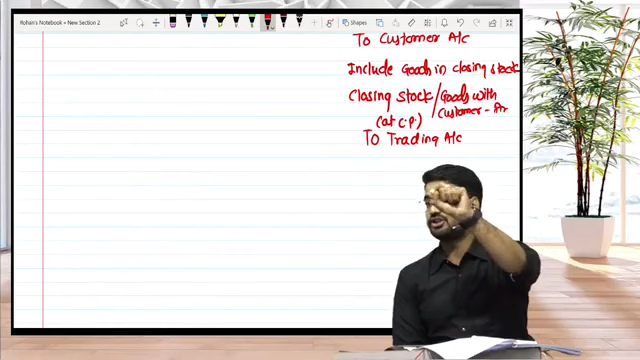 Rohan's Notebook » New Section 2
Shapes
To Customer A/c
Include Goods in closing stock
Closing stock / Goods with
customer - Dr
(at C.P.)
To Trading A/c